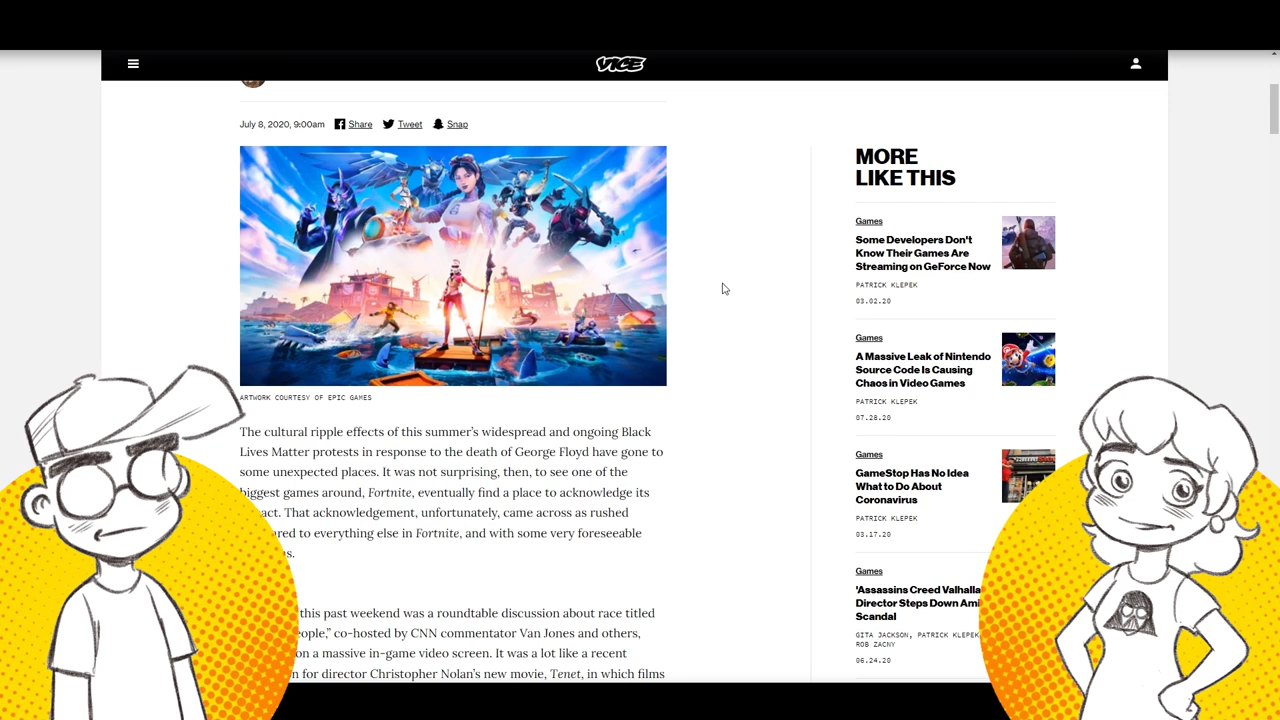 VICE
July 8, 2020, 9:00am Share Tweet Snap
ARTWORK COURTESY OF EPIC GAMES
The cultural ripple effects of this summer's widespread and ongoing Black
Lives Matter protests in response to the death of George Floyd have gone to
some unexpected places. It was not surprising, then, to see one of the
biggest games around, Fortnite, eventually find a place to acknowledge its
act. That acknowledgement, unfortunately, came across as rushed
ared to everything else in Fortnite, and with some very foreseeable
s.
this past weekend was a roundtable discussion about race titled
eople," co-hosted by CNN commentator Van Jones and others,
on a massive in-game video screen. It was a lot like a recent
n for director Christopher Nolan's new movie, Tenet, in which films
MORE
LIKE THIS
Games
Some Developers Don't
Know Their Games Are
Streaming on GeForce Now
PATRICK KLEPEK
03.02.20
Games
A Massive Leak of Nintendo
Source Code Is Causing
Chaos in Video Games
PATRICK KLEPEK
07.28.20
Games
GameStop Has No Idea
What to Do About
Coronavirus
PATRICK KLEPEK
03.17.20
Games
'Assassins Creed Valhalla
Director Steps Down Ami
Scandal
GITA JACKSON, PATRICK KLEPEK,
ROB ZACNY
06.24.20